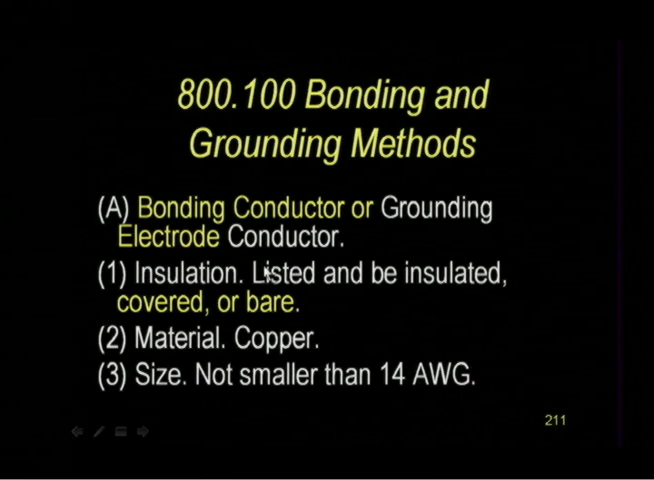 800.100 Bonding and
Grounding Methods
(A) Bonding Conductor or Grounding
Electrode Conductor.
(1) Insulation. Listed and be insulated,
covered, or bare.
(2) Material. Copper.
(3) Size. Not smaller than 14 AWG.
211